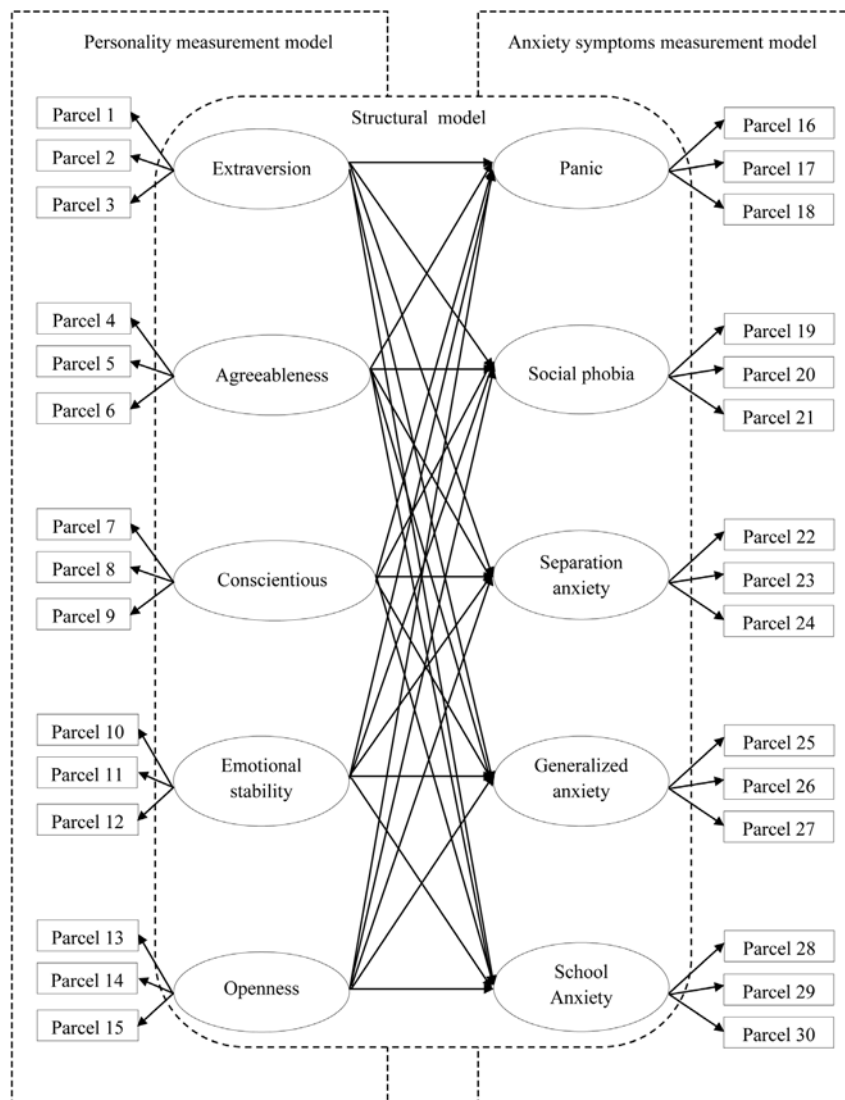 Personality measurement model
Anxiety symptoms measurement model
Structural model
Parcel 1
Parcel 2
Parcel 3
Extraversion
Panic
Parcel 16
Parcel 17
Parcel 18
Parcel 4
Parcel 5
Parcel 6
Agreeableness
Social phobia
Parcel 19
Parcel 20
Parcel 21
Parcel 7
Parcel 8
Parcel 9
Conscientious
Separation
anxiety
Parcel 22
Parcel 23
Parcel 24
Parcel 10
Parcel 11
Parcel 12
Emotional
stability
Generalized
anxiety
Parcel 25
Parcel 26
Parcel 27
Parcel 13
Parcel 14
Parcel 15
Openness
School
Anxiety
Parcel 28
Parcel 29
Parcel 30